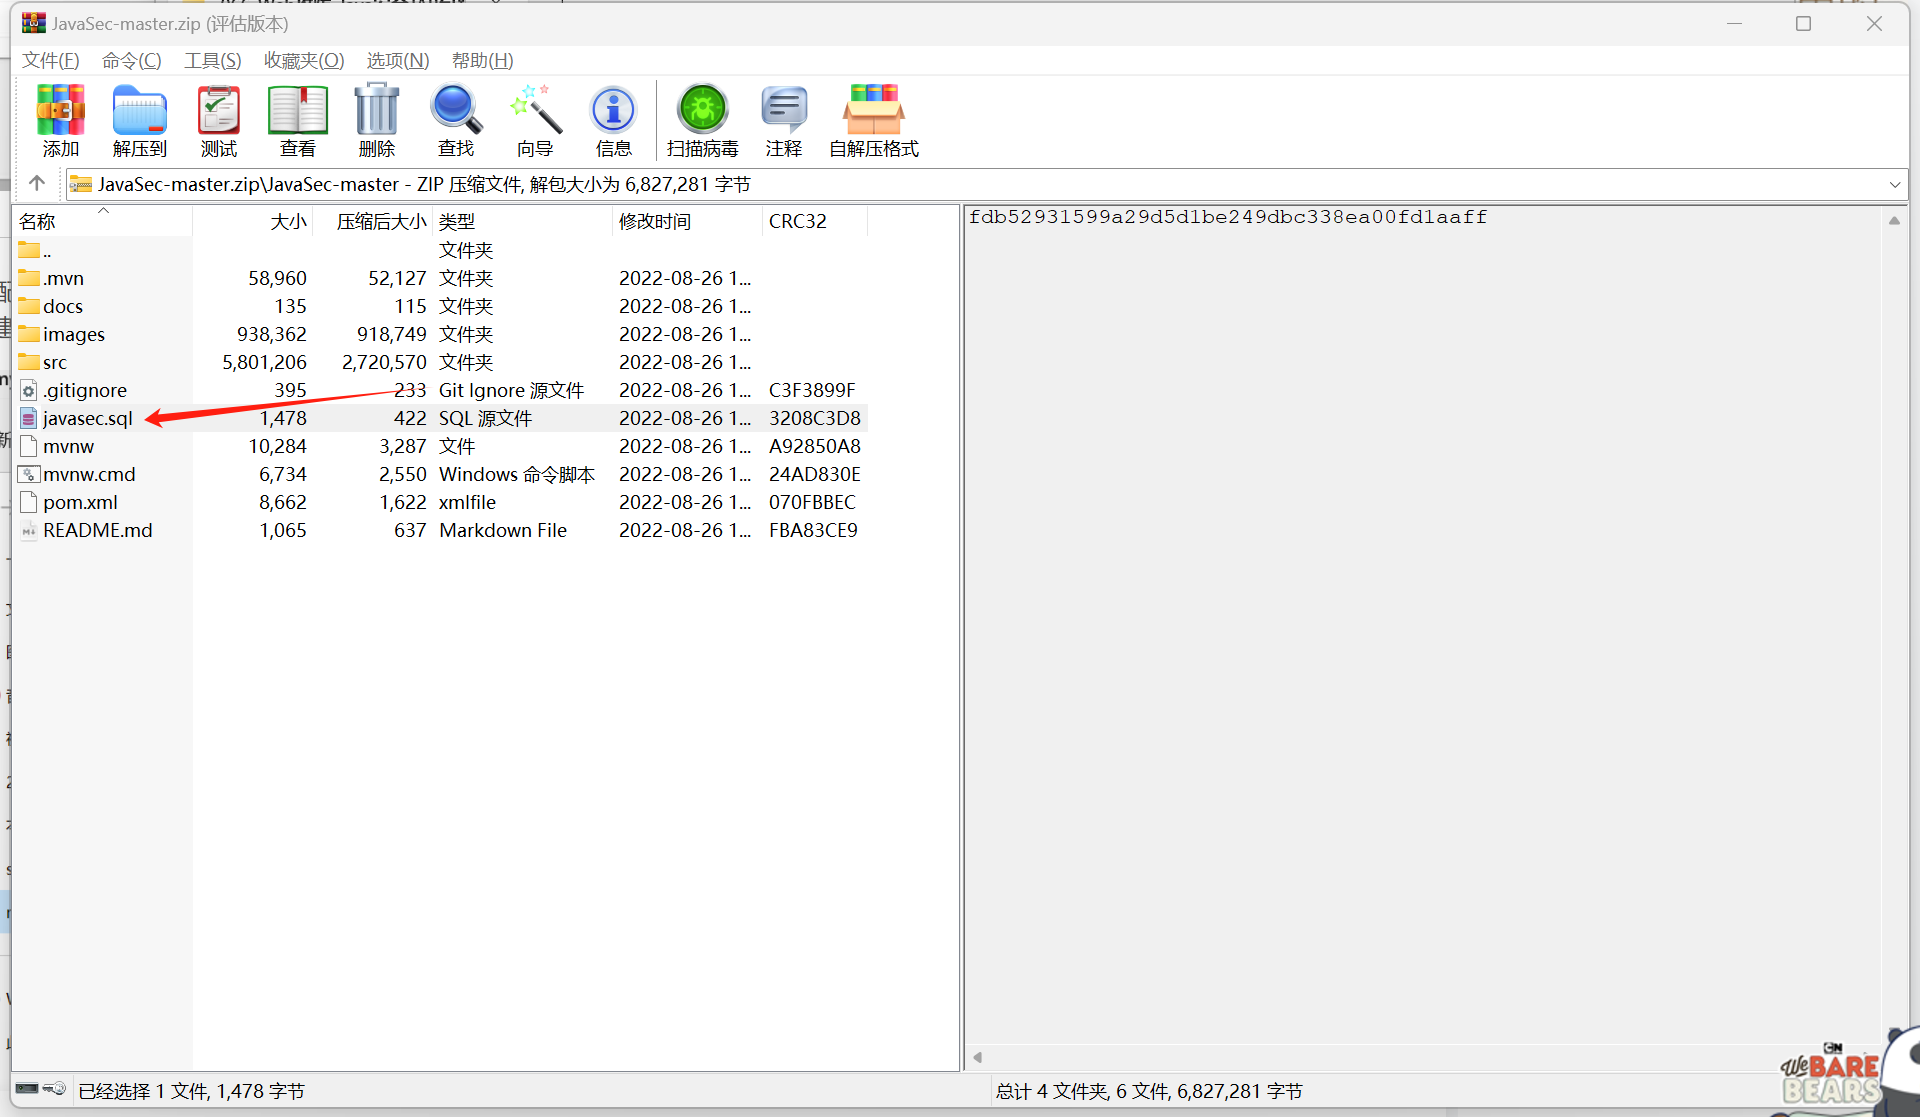 JavaSec-master.zip (评估版本)
文件(F) 命令(C) 工具(S) 收藏夹(O) 选项(N) 帮助(H)
添加 解压到 测试 查看 删除 查找 向导 信息 扫描病毒 注释 自解压格式
JavaSec-master.zip\JavaSec-master - ZIP 压缩文件, 解包大小为 6,827,281 字节
名称 大小 压缩后大小 类型 修改时间 CRC32
.. 文件夹
.mvn 58,960 52,127 文件夹 2022-08-26 1...
docs 135 115 文件夹 2022-08-26 1...
images 938,362 918,749 文件夹 2022-08-26 1...
src 5,801,206 2,720,570 文件夹 2022-08-26 1...
.gitignore 395 233 Git Ignore 源文件 2022-08-26 1... C3F3899F
javasec.sql 1,478 422 SQL 源文件 2022-08-26 1... 3208C3D8
mvnw 10,284 3,287 文件 2022-08-26 1... A92850A8
mvnw.cmd 6,734 2,550 Windows 命令脚本 2022-08-26 1... 24AD830E
pom.xml 8,662 1,622 xmlfile 2022-08-26 1... 070FBBEC
README.md 1,065 637 Markdown File 2022-08-26 1... FBA83CE9
fdb52931599a29d5d1be249dbc338ea00fd1aaff
已经选择 1 文件, 1,478 字节
总计 4 文件夹, 6 文件, 6,827,281 字节
CN
We BARE
BEARS